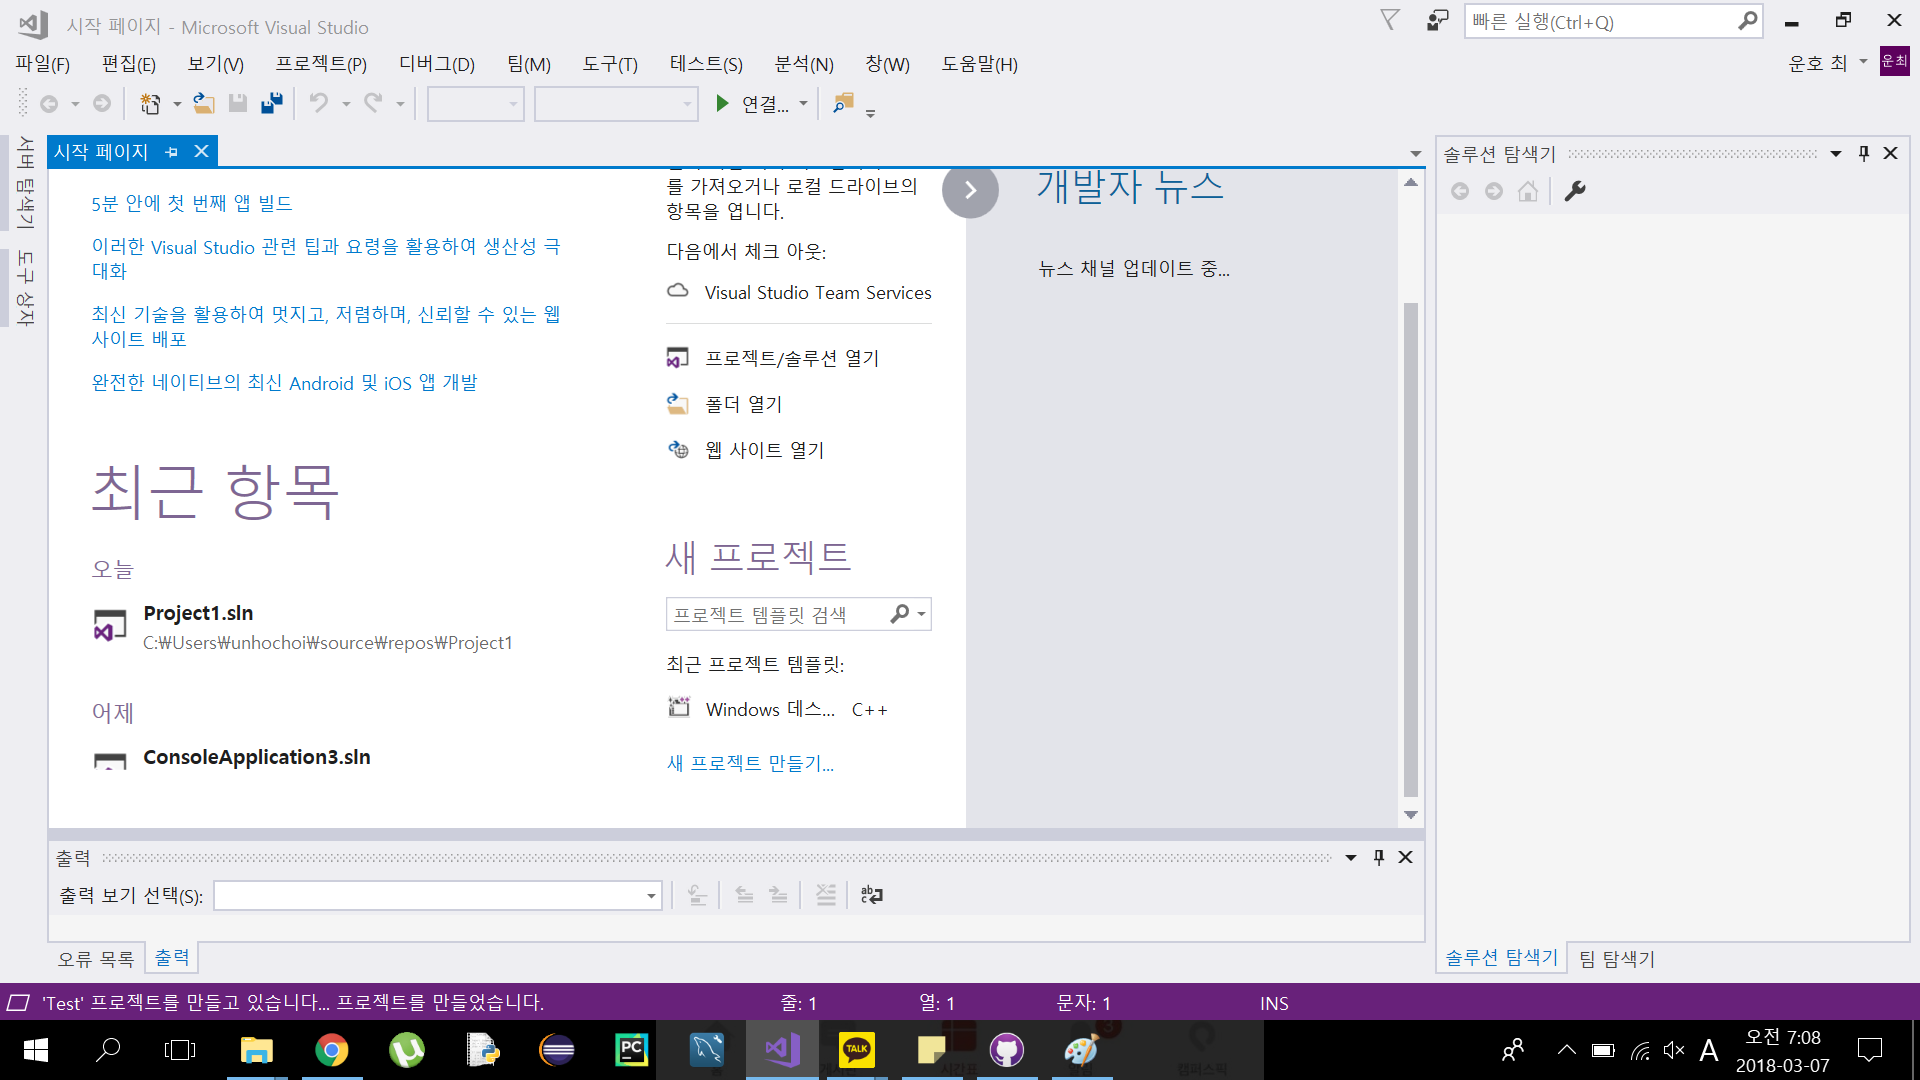 시작 페이지 - Microsoft Visual Studio
빠른 실행(Ctrl+Q)
파일(F) 편집(E) 보기(V) 프로젝트(P) 디버그(D) 팀(M) 도구(T) 테스트(S) 분석(N) 창(W) 도움말(H)
운호 최
운최
연결...
서버 탐색기
도구 상자
시작 페이지
5분 안에 첫 번째 앱 빌드
이러한 Visual Studio 관련 팁과 요령을 활용하여 생산성 극
대화
최신 기술을 활용하여 멋지고, 저렴하며, 신뢰할 수 있는 웹
사이트 배포
완전한 네이티브의 최신 Android 및 iOS 앱 개발
최근 항목
오늘
Project1.sln
C:₩Users₩unhochoi₩source₩repos₩Project1
어제
ConsoleApplication3.sln
를 가져오거나 로컬 드라이브의
항목을 엽니다.
다음에서 체크 아웃:
Visual Studio Team Services
프로젝트/솔루션 열기
폴더 열기
웹 사이트 열기
새 프로젝트
프로젝트 템플릿 검색
최근 프로젝트 템플릿:
Windows 데스... C++
새 프로젝트 만들기...
개발자 뉴스
뉴스 채널 업데이트 중...
솔루션 탐색기
출력
출력 보기 선택(S):
오류 목록 출력
솔루션 탐색기 팀 탐색기
'Test' 프로젝트를 만들고 있습니다... 프로젝트를 만들었습니다.
줄: 1 열: 1 문자: 1 INS
PC
TALK
시간표
캠퍼스픽
3
A
오전 7:08
2018-03-07